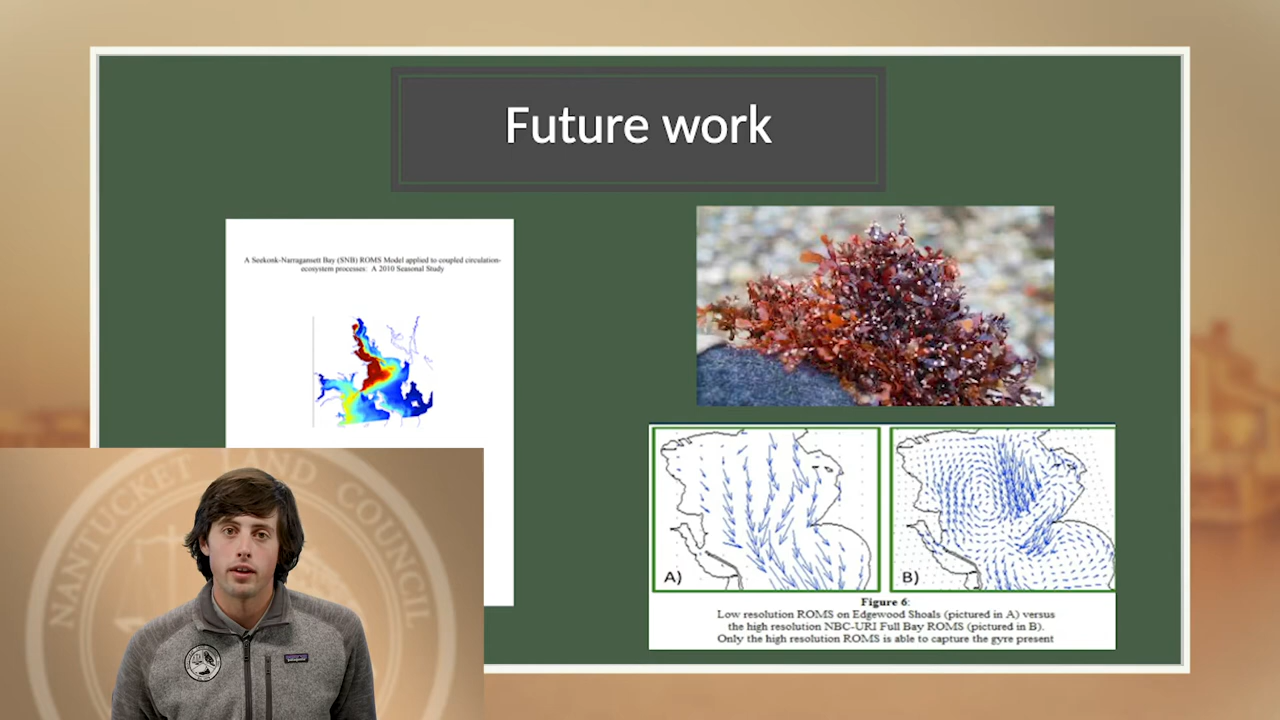 Future work
A Seekonk-Narragansett Bay (SNB) ROMS Model applied to coupled circulation-
ecosystem processes: A 2010 Seasonal Study
A)
B)
Figure 6:
Low resolution ROMS on Edgewood Shoals (pictured in A) versus
the high resolution NBC-URI Full Bay ROMS (pictured in B).
Only the high resolution ROMS is able to capture the gyre present
NANTUCKET LAND COUNCIL
patagonia